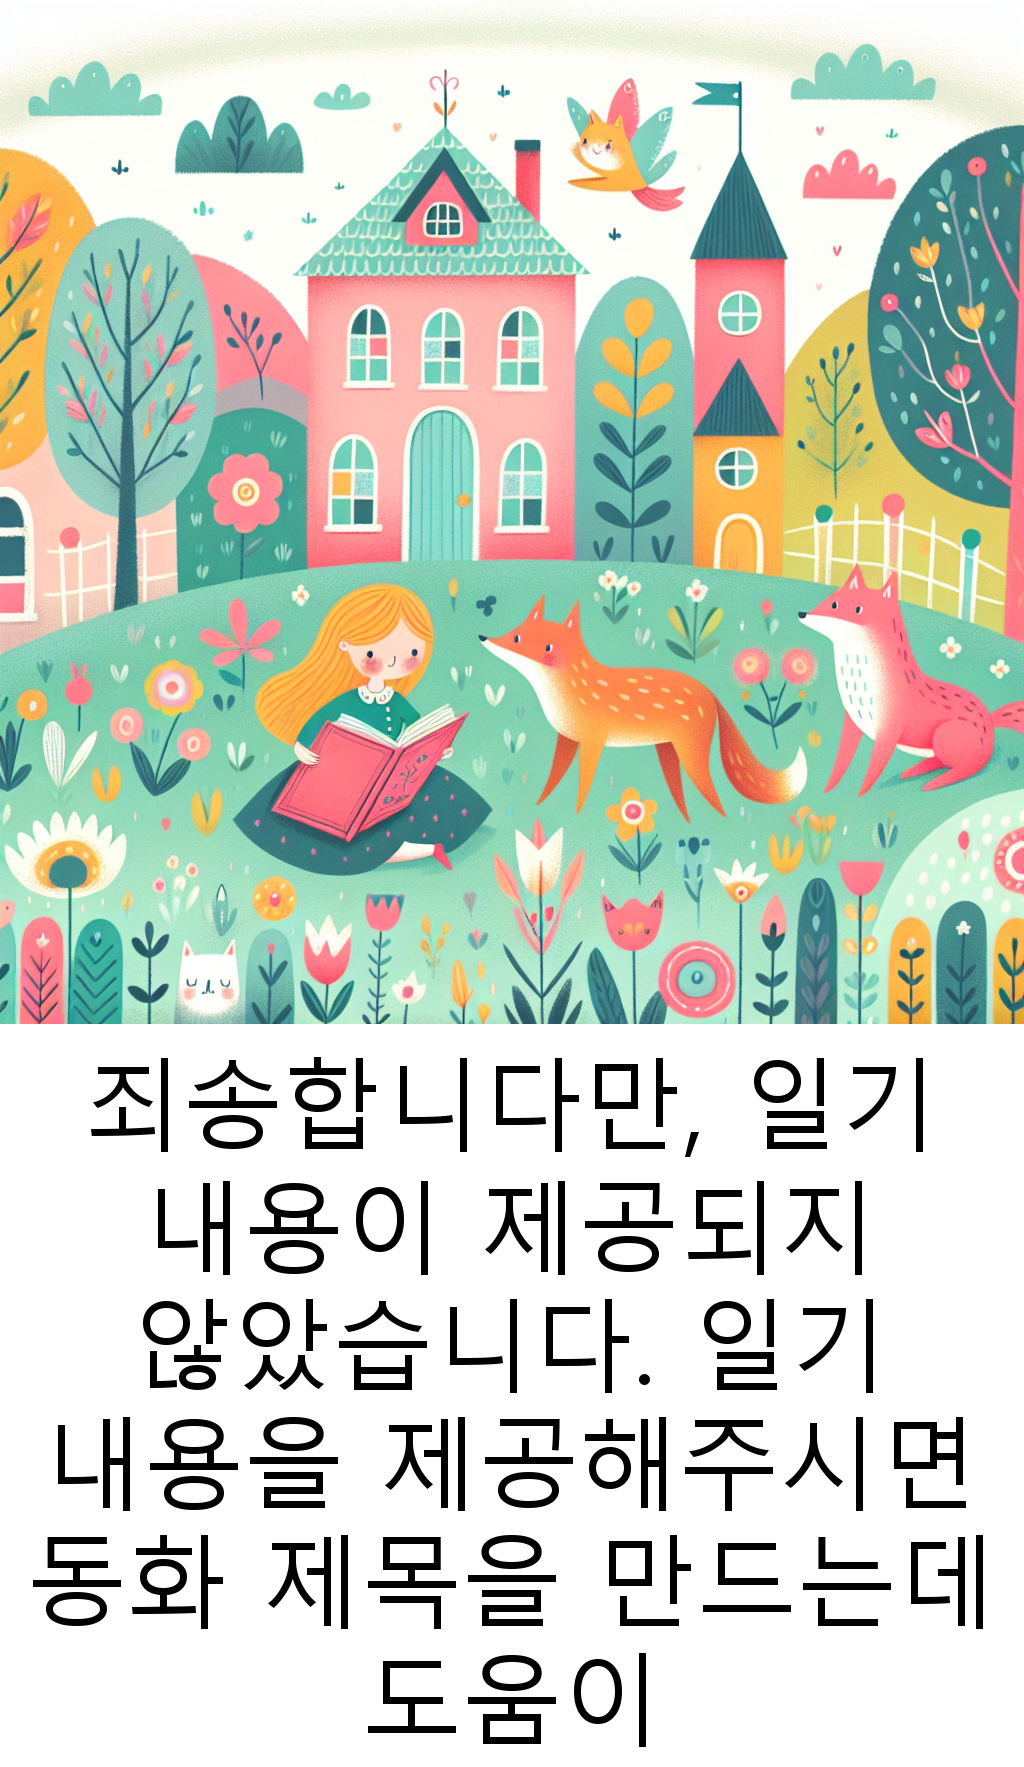 죄송합니다만, 일기
내용이 제공되지
않았습니다. 일기
내용을 제공해주시면
동화 제목을 만드는데
도움이